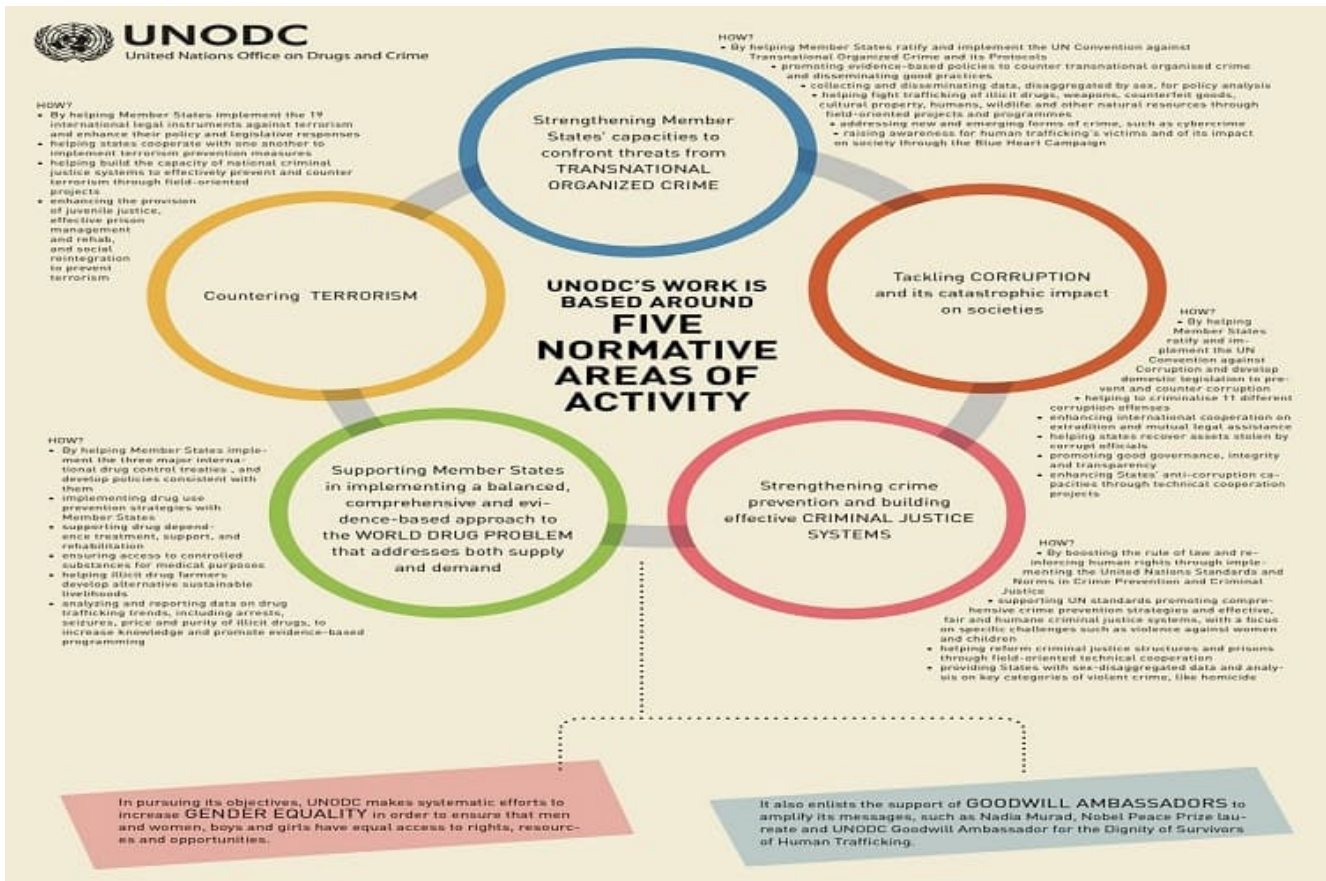 UNODC
United Nations Office on Drugs and Crime
HOW?
• By helping Member States ratify and implement the UN Convention against
Transnational Organized Crime and its Protocols
• promoting evidence-based policies to counter transnational organised crime
and disseminating good practices
• collecting and disseminating data, disaggregated by sex, for policy analysis
• helping fight trafficking of illicit drugs, weapons, counterfeit goods,
cultural property, humans, wildlife and other natural resources through
field-oriented projects and programmes
• addressing new and emerging forms of crime, such as cybercrime
• raising awareness for human trafficking's victims and of its impact
on society through the Blue Heart Campaign
Strengthening Member
States' capacities to
confront threats from
TRANSNATIONAL
ORGANIZED CRIME
HOW?
• By helping Member States implement the 19
international legal instruments against terrorism
and enhance their policy and legislative responses
• helping states cooperate with one another to
implement terrorism prevention measures
• helping build the capacity of national criminal
justice systems to effectively prevent and counter
terrorism through field-oriented
projects
• enhancing the provision
of juvenile justice,
effective prison
management
and rehab,
and social
reintegration
to prevent
terrorism
Countering TERRORISM
UNODC'S WORK IS
BASED AROUND
FIVE
NORMATIVE
AREAS OF
ACTIVITY
Tackling CORRUPTION
and its catastrophic impact
on societies
HOW?
• By helping
Member States
ratify and im-
plement the UN
Convention against
Corruption and develop
domestic legislation to pre-
vent and counter corruption
• helping to criminalise 11 different
corruption offenses
• enhancing international cooperation on
extradition and mutual legal assistance
• helping states recover assets stolen by
corrupt officials
• promoting good governance, integrity
and transparency
• enhancing States' anti-corruption ca-
pacities through technical cooperation
projects
HOW?
• By helping Member States imple-
ment the three major interna-
tional drug control treaties , and
develop policies consistent with
them
• implementing drug use
prevention strategies with
Member States
• supporting drug depend-
ence treatment, support, and
rehabilitation
• ensuring access to controlled
substances for medical purposes
• helping illicit drug farmers
develop alternative sustainable
livelihoods
• analyzing and reporting data on drug
trafficking trends, including arrests,
seizures, price and purity of illicit drugs, to
increase knowledge and promote evidence-based
programming
Supporting Member States
in implementing a balanced,
comprehensive and evi-
dence-based approach to
the WORLD DRUG PROBLEM
that addresses both supply
and demand
Strengthening crime
prevention and building
effective CRIMINAL JUSTICE
SYSTEMS
HOW?
• By boosting the rule of law and re-
inforcing human rights through imple-
menting the United Nations Standards and
Norms in Crime Prevention and Criminal
Justice
• supporting UN standards promoting compre-
hensive crime prevention strategies and effective,
fair and humane criminal justice systems, with a focus
on specific challenges such as violence against women
and children
• helping reform criminal justice structures and prisons
through field-oriented technical cooperation
• providing States with sex-disaggregated data and analy-
sis on key categories of violent crime, like homicide
In pursuing its objectives, UNODC makes systematic efforts to
increase GENDER EQUALITY in order to ensure that men
and women, boys and girls have equal access to rights, resourc-
es and opportunities.
It also enlists the support of GOODWILL AMBASSADORS to
amplify its messages, such as Nadia Murad, Nobel Peace Prize lau-
reate and UNODC Goodwill Ambassador for the Dignity of Survivors
of Human Trafficking.